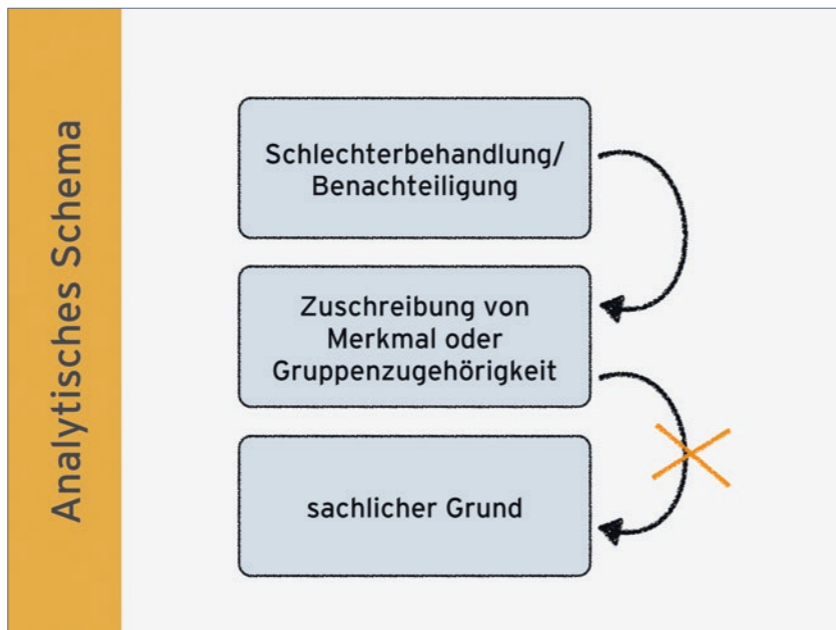 Analytisches Schema
Schlechterbehandlung/
Benachteiligung
Zuschreibung von
Merkmal oder
Gruppenzugehörigkeit
sachlicher Grund